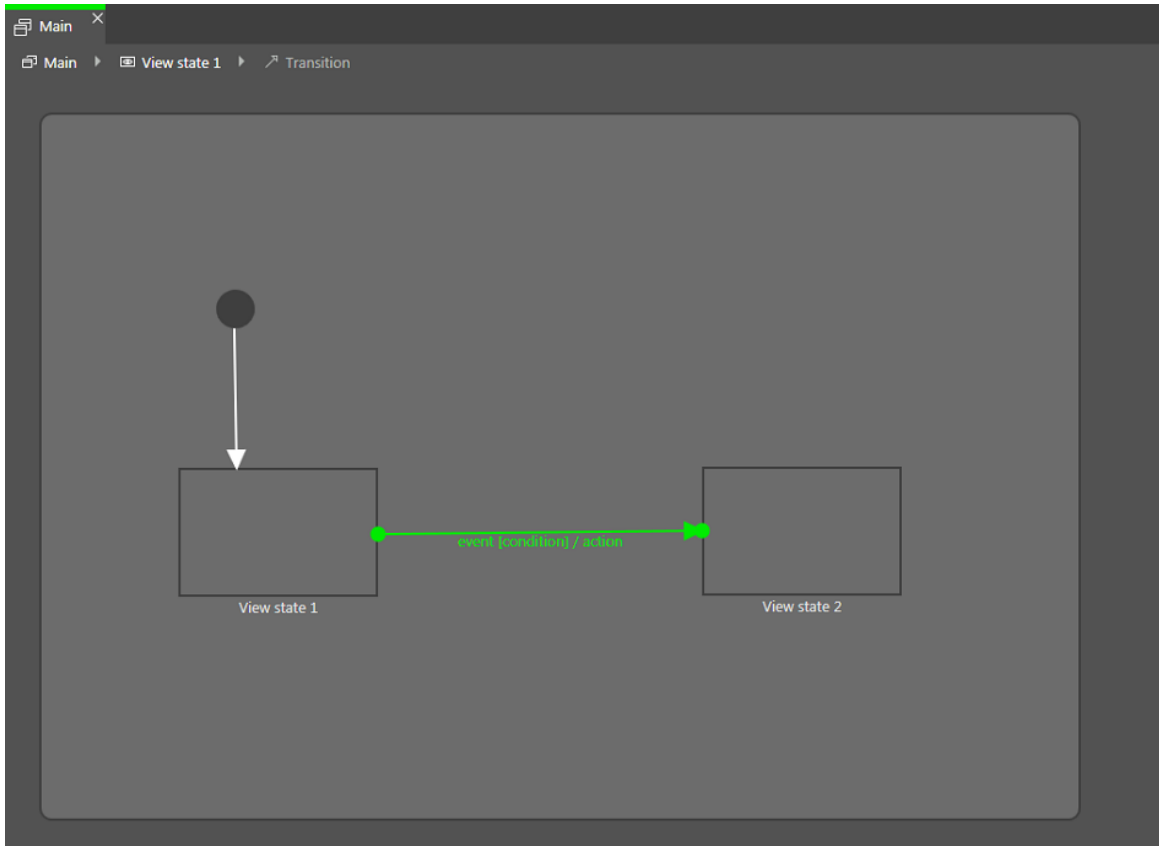 Main
Main View state 1 Transition
event [condition] / action
View state 1
View state 2